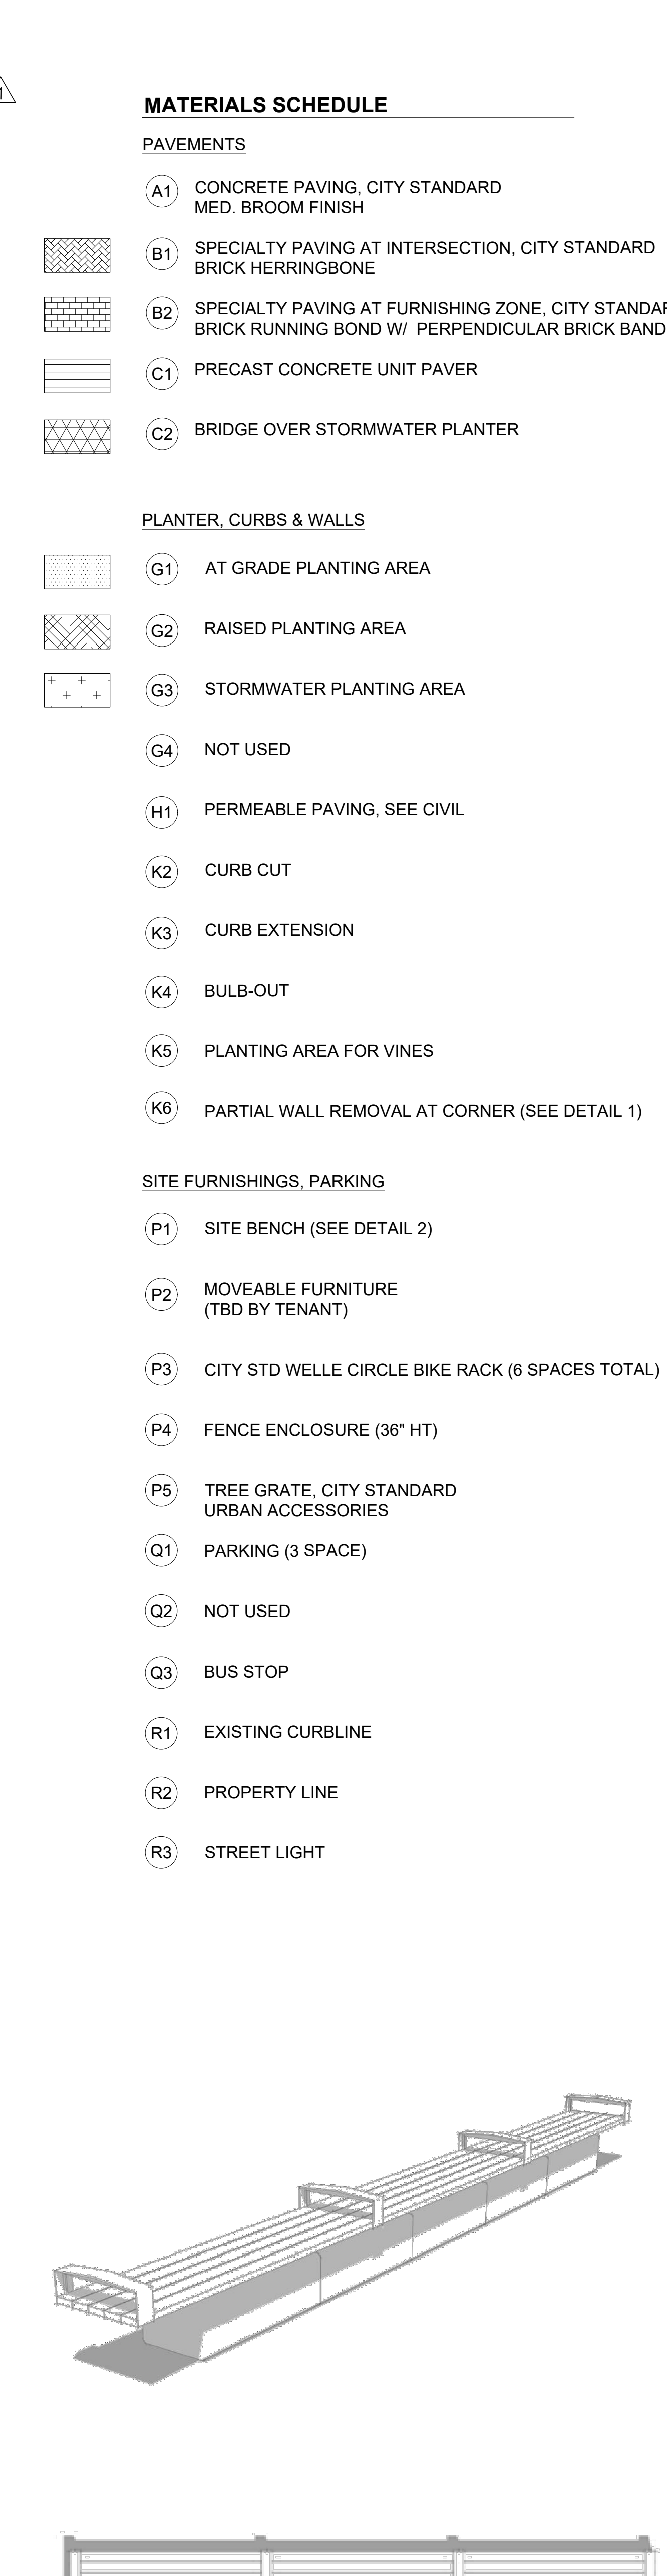 1
MATERIALS SCHEDULE
PAVEMENTS
A1 CONCRETE PAVING, CITY STANDARD
MED. BROOM FINISH
B1 SPECIALTY PAVING AT INTERSECTION, CITY STANDARD
BRICK HERRINGBONE
B2 SPECIALTY PAVING AT FURNISHING ZONE, CITY
BRICK RUNNING BOND W/ PERPENDICULAR BRICK BAND
C1 PRECAST CONCRETE UNIT PAVER
C2 BRIDGE OVER STORMWATER PLANTER
PLANTER, CURBS & WALLS
G1 AT GRADE PLANTING AREA
G2 RAISED PLANTING AREA
G3 STORMWATER PLANTING AREA
G4 NOT USED
H1 PERMEABLE PAVING, SEE CIVIL
K2 CURB CUT
K3 CURB EXTENSION
K4 BULB-OUT
K5 PLANTING AREA FOR VINES
K6 PARTIAL WALL REMOVAL AT CORNER (SEE DETAIL 1)
SITE FURNISHINGS, PARKING
P1 SITE BENCH (SEE DETAIL 2)
P2 MOVEABLE FURNITURE
(TBD BY TENANT)
P3 CITY STD WELLE CIRCLE BIKE RACK (6 SPACES TOTAL)
P4 FENCE ENCLOSURE (36" HT)
P5 TREE GRATE, CITY STANDARD
URBAN ACCESSORIES
Q1 PARKING (3 SPACE)
Q2 NOT USED
Q3 BUS STOP
R1 EXISTING CURBLINE
R2 PROPERTY LINE
R3 STREET LIGHT